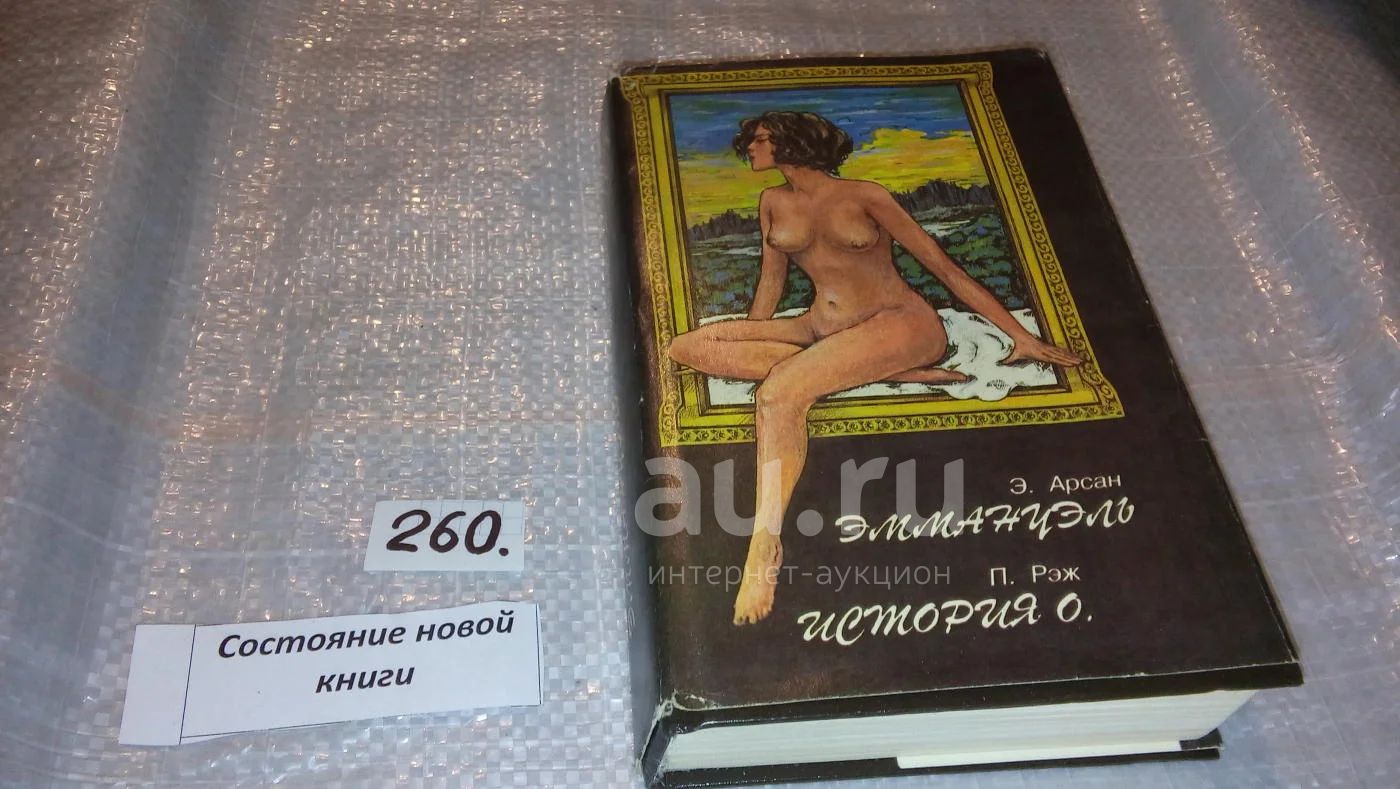 Э. Арсан
ЭММАНУЭЛЬ
П. Рэж
ИСТОРИЯ О.
au.ru
интернет-аукцион
260.
Состояние новой
книги